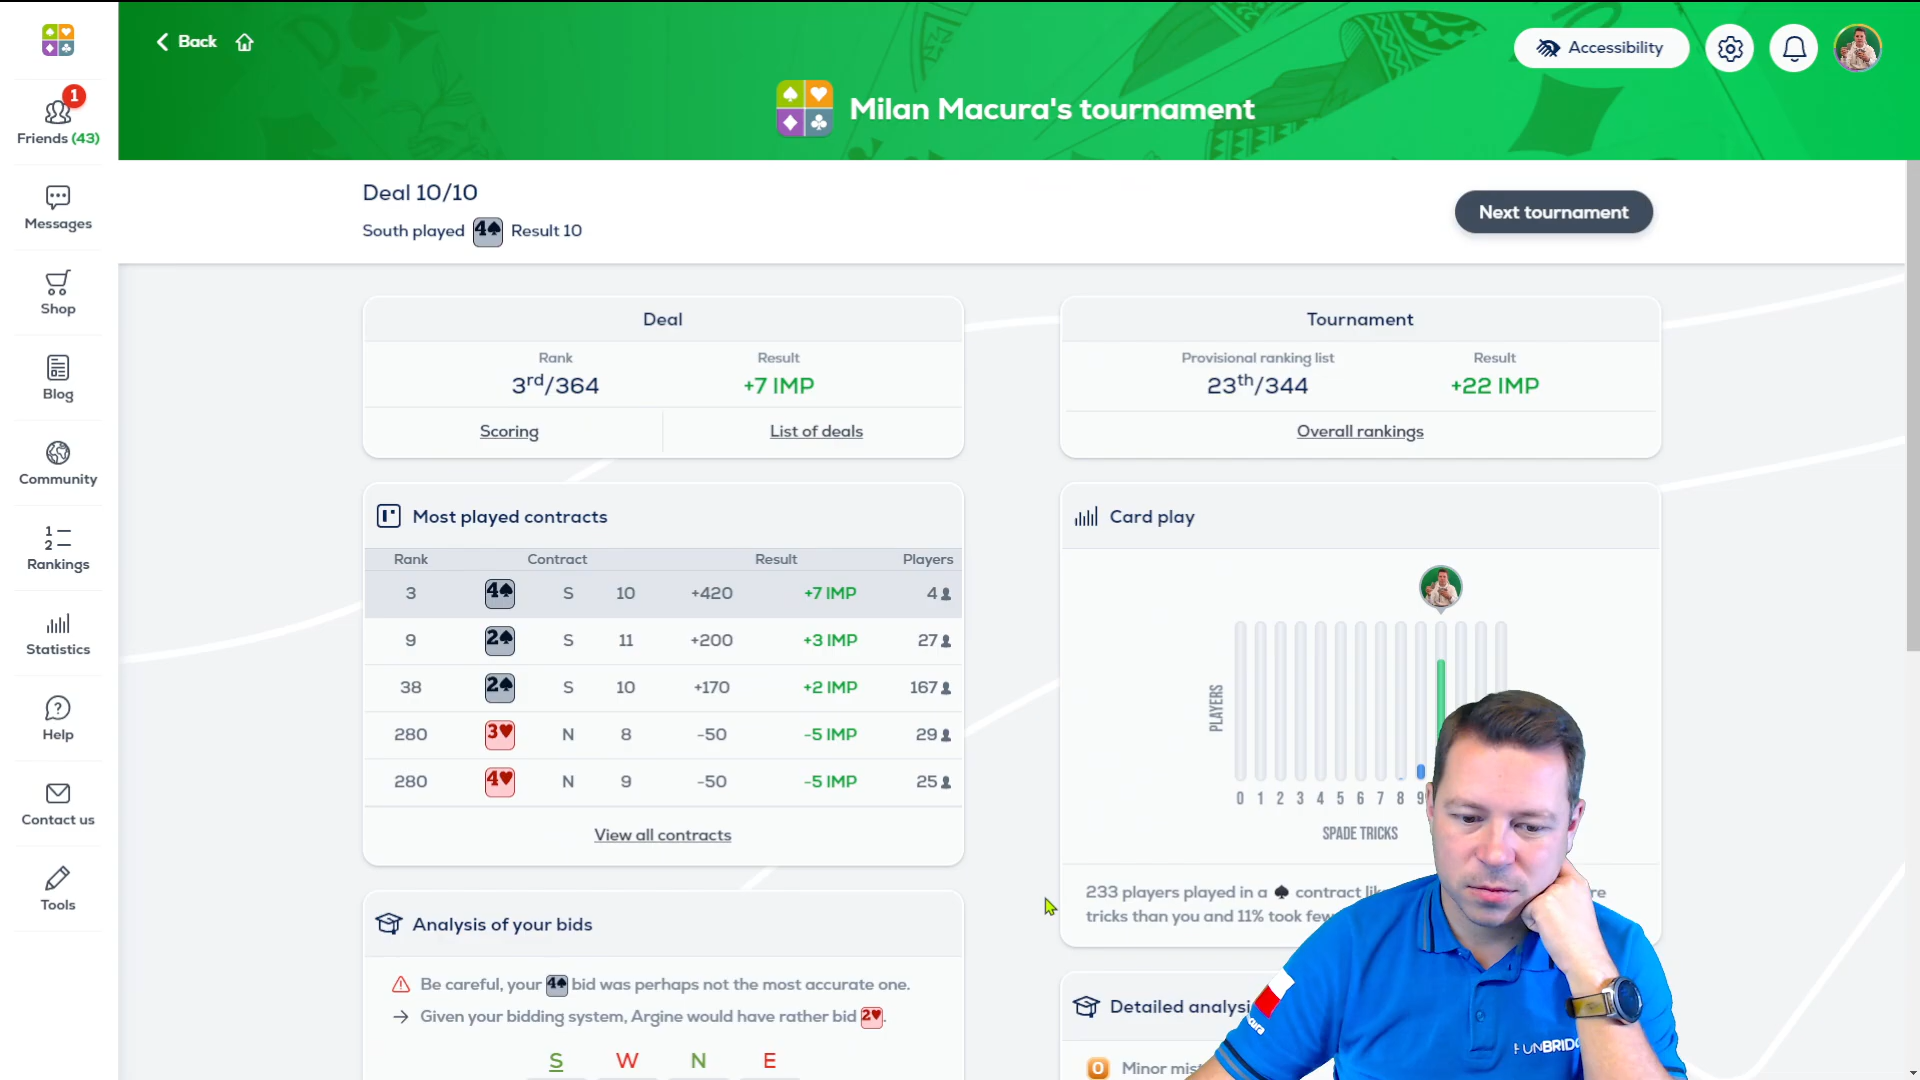 Back
Accessibility
Milan Macura's tournament
1
Friends (43)
Messages
Shop
Blog
Community
1
2
Rankings
Statistics
Help
Contact us
Tools
Deal 10/10
South played 4♠ Result 10
Next tournament
Deal
Rank Result
3rd/364 +7 IMP
Scoring List of deals
Tournament
Provisional ranking list Result
23th/344 +22 IMP
Overall rankings
Most played contracts
Rank Contract Result Players
3 4♠ S 10 +420 +7 IMP 4
9 2♠ S 11 +200 +3 IMP 27
38 2♠ S 10 +170 +2 IMP 167
280 3♥ N 8 -50 -5 IMP 29
280 4♥ N 9 -50 -5 IMP 25
View all contracts
Card play
PLAYERS
0 1 2 3 4 5 6 7 8 9
SPADE TRICKS
233 players played in a ♠ contract
tricks than you and 11% took
Analysis of your bids
Be careful, your 4♠ bid was perhaps not the most accurate one.
→ Given your bidding system, Argine would have rather bid 2♥.
S W N E
Detailed
Minor